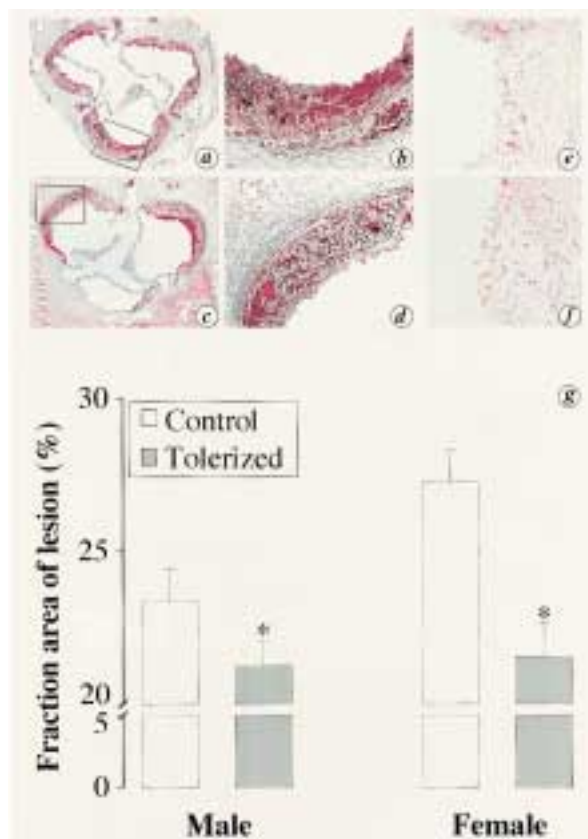 a
b
e
c
d
f
g
30
Control
Tolerized
25
*
*
20
5
0
Fraction area of lesion (%)
Male
Female